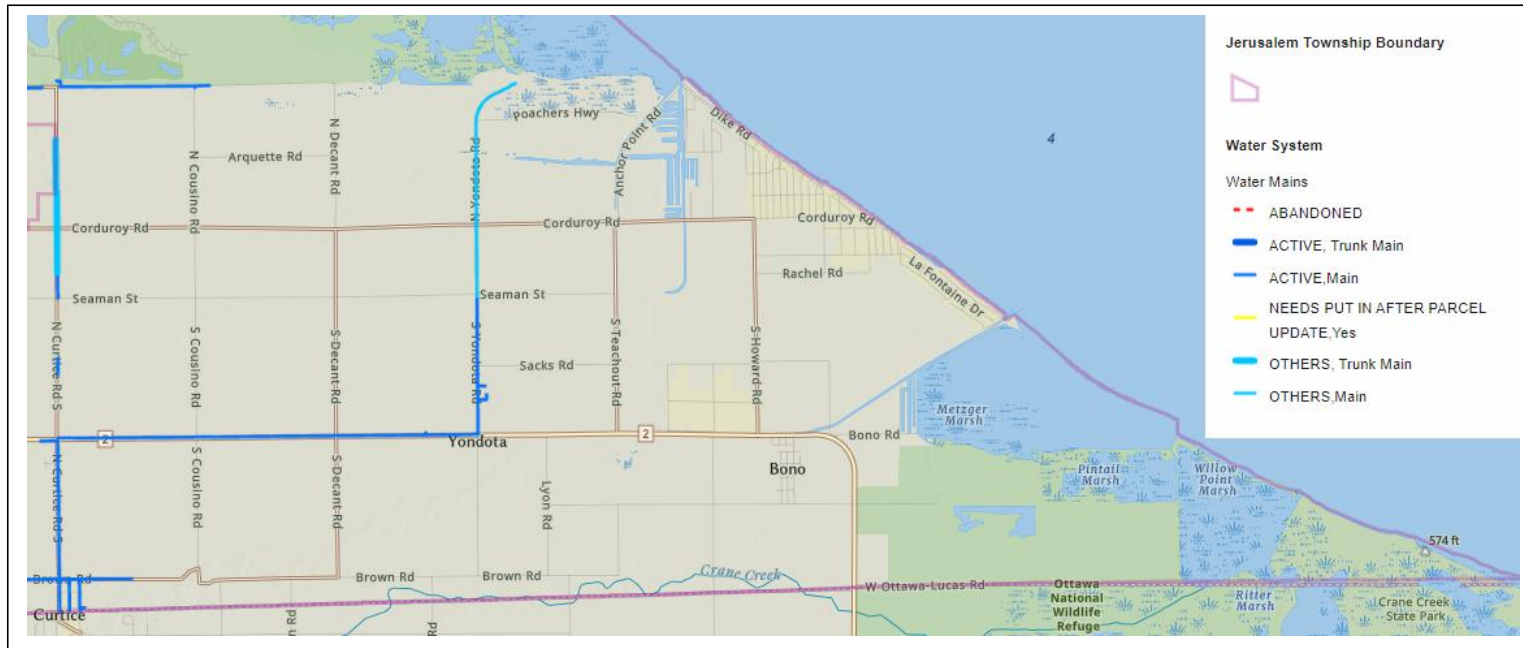 Jerusalem Township Boundary
Water System
Water Mains
ABANDONED
ACTIVE, Trunk Main
ACTIVE,Main
NEEDS PUT IN AFTER PARCEL
UPDATE,Yes
OTHERS, Trunk Main
OTHERS,Main
4
Poachers Hwy
Anchor Point Rd
Dike Rd
N Decant Rd
N Cousino Rd
Arquette Rd
N Yondota Rd
Corduroy Rd
Corduroy Rd
Corduroy Rd
Rachel Rd
La Fontaine Dr
Seaman St
Seaman St
N Curtice Rd S
S Cousino Rd
S Decant Rd
S Yondota Rd
Sacks Rd
S Teachout Rd
S Howard Rd
Metzger
Marsh
2
Yondota
2
Bono Rd
Bono
N Curtice Rd S
S Cousino Rd
S Decant Rd
Lyon Rd
Pintail
Marsh
Willow
Point
Marsh
574 ft
Brown Rd
Brown Rd
Brown Rd
Crane Creek
W Ottawa-Lucas Rd
Ottawa
National
Wildlife
Refuge
Ritter
Marsh
Crane Creek
State Park
Curtice
n Rd
Rd